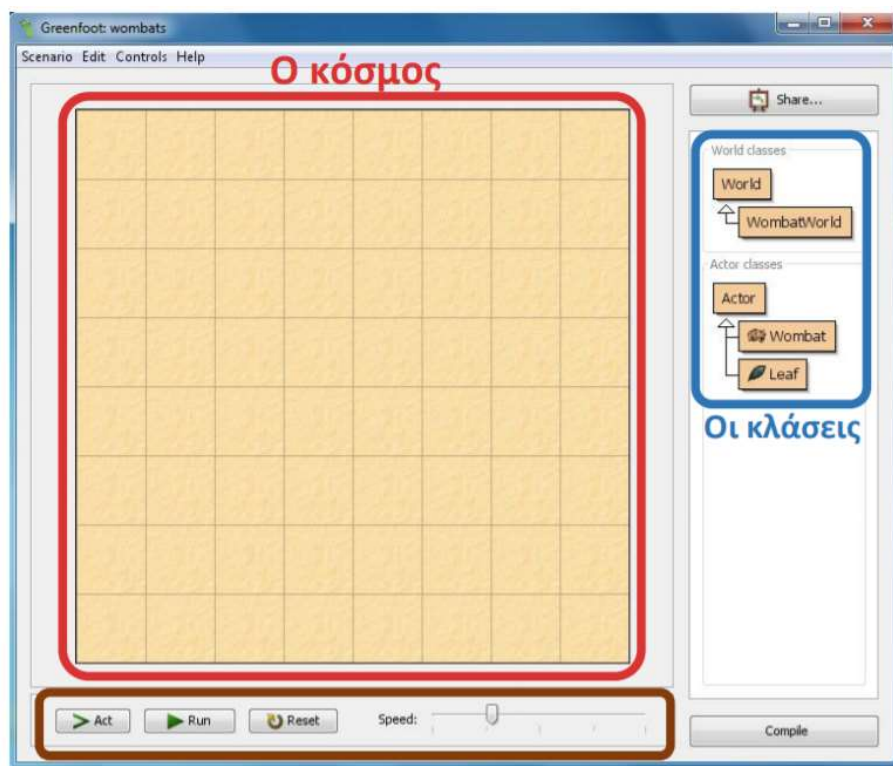 Greenfoot: wombats
Scenario Edit Controls Help
Ο κόσμος
Share...
World classes
World
WombatWorld
Actor classes
Actor
Wombat
Leaf
Οι κλάσεις
Act
Run
Reset
Speed:
Compile